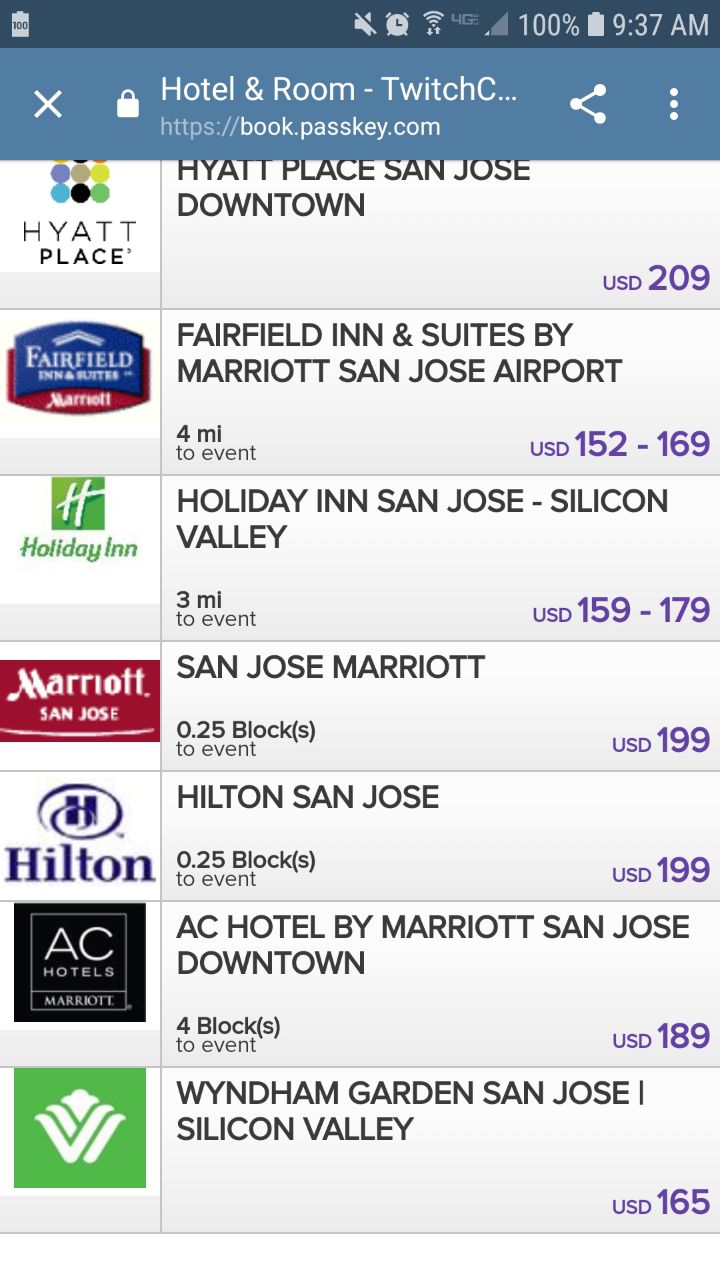 100
4G
100%
9:37 AM
Hotel & Room - TwitchC...
https://book.passkey.com
HYATT
PLACE
HYATT PLACE SAN JOSE
DOWNTOWN
USD 209
FAIRFIELD
INN & SUITES
Marriott
FAIRFIELD INN & SUITES BY
MARRIOTT SAN JOSE AIRPORT
4 mi
to event
USD 152 - 169
H
Holiday Inn
HOLIDAY INN SAN JOSE - SILICON
VALLEY
3 mi
to event
USD 159 - 179
Marriott.
SAN JOSE
SAN JOSE MARRIOTT
0.25 Block(s)
to event
USD 199
H
Hilton
HILTON SAN JOSE
0.25 Block(s)
to event
USD 199
AC
HOTELS
MARRIOTT
AC HOTEL BY MARRIOTT SAN JOSE
DOWNTOWN
4 Block(s)
to event
USD 189
WYNDHAM GARDEN SAN JOSE |
SILICON VALLEY
USD 165